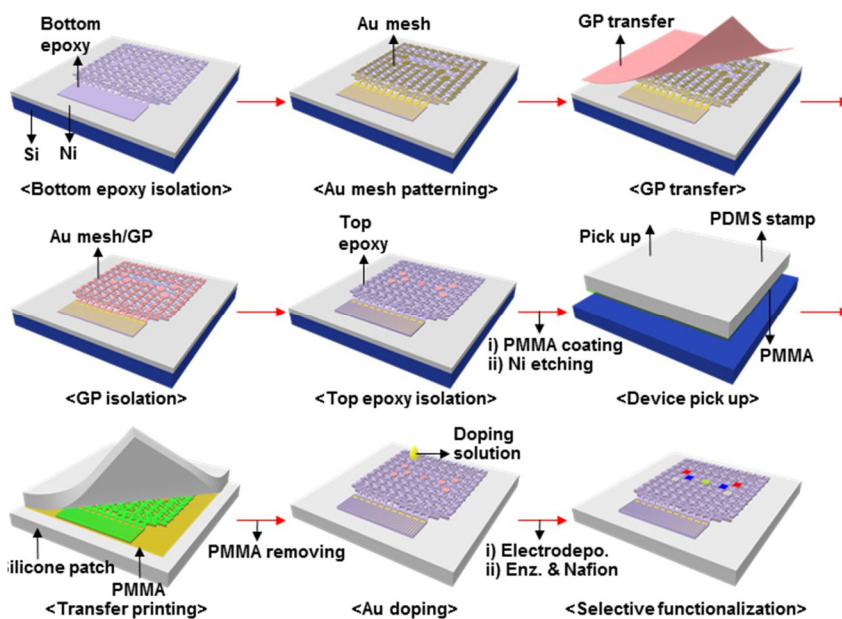 Bottom
epoxy
Au mesh
GP transfer
Si
Ni
<Bottom epoxy isolation>
<Au mesh patterning>
<GP transfer>
Au mesh/GP
Top
epoxy
Pick up
PDMS stamp
i) PMMA coating
ii) Ni etching
PMMA
<GP isolation>
<Top epoxy isolation>
<Device pick up>
Doping
solution
PMMA removing
i) Electrodepo.
ii) Enz. & Nafion
ilicone patch
PMMA
<Transfer printing>
<Au doping>
<Selective functionalization>